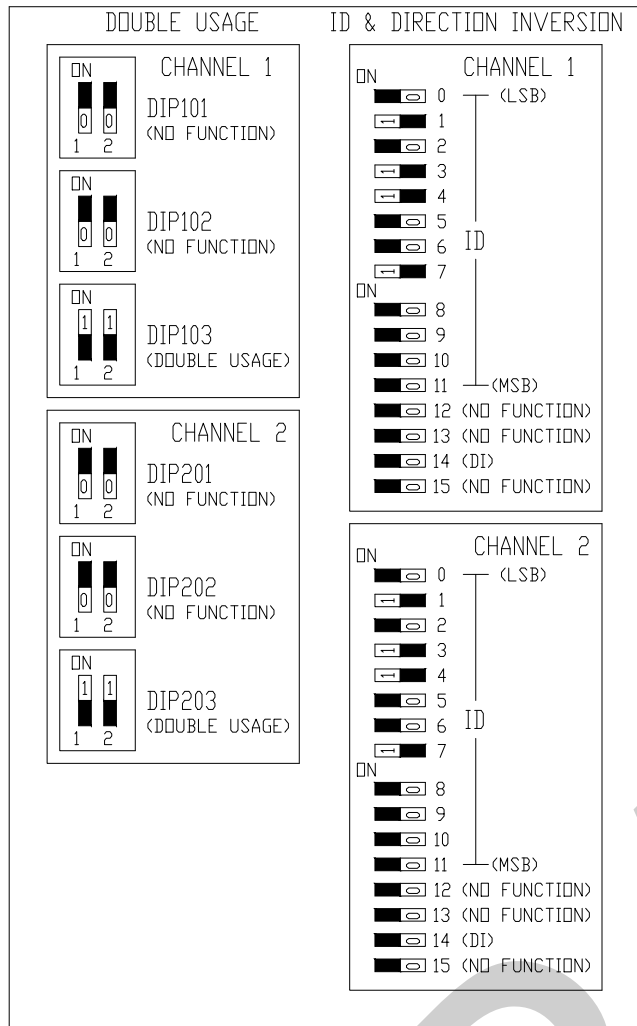 DOUBLE USAGE
ON
CHANNEL 1
0 0
1 2
DIP101
(NO FUNCTION)
ON
0 0
1 2
DIP102
(NO FUNCTION)
ON
1 1
1 2
DIP103
(DOUBLE USAGE)
ON
CHANNEL 2
0 0
1 2
DIP201
(NO FUNCTION)
ON
0 0
1 2
DIP202
(NO FUNCTION)
ON
1 1
1 2
DIP203
(DOUBLE USAGE)
ID & DIRECTION INVERSION
CHANNEL 1
ON
0 0 (LSB)
1 1
0 2
1 3
1 4
0 5
0 6
ID
1 7
ON
0 8
0 9
0 10
0 11 (MSB)
0 12 (NO FUNCTION)
0 13 (NO FUNCTION)
0 14 (DI)
0 15 (NO FUNCTION)
CHANNEL 2
ON
0 0 (LSB)
1 1
0 2
1 3
1 4
0 5
0 6
ID
1 7
ON
0 8
0 9
0 10
0 11 (MSB)
0 12 (NO FUNCTION)
0 13 (NO FUNCTION)
0 14 (DI)
0 15 (NO FUNCTION)